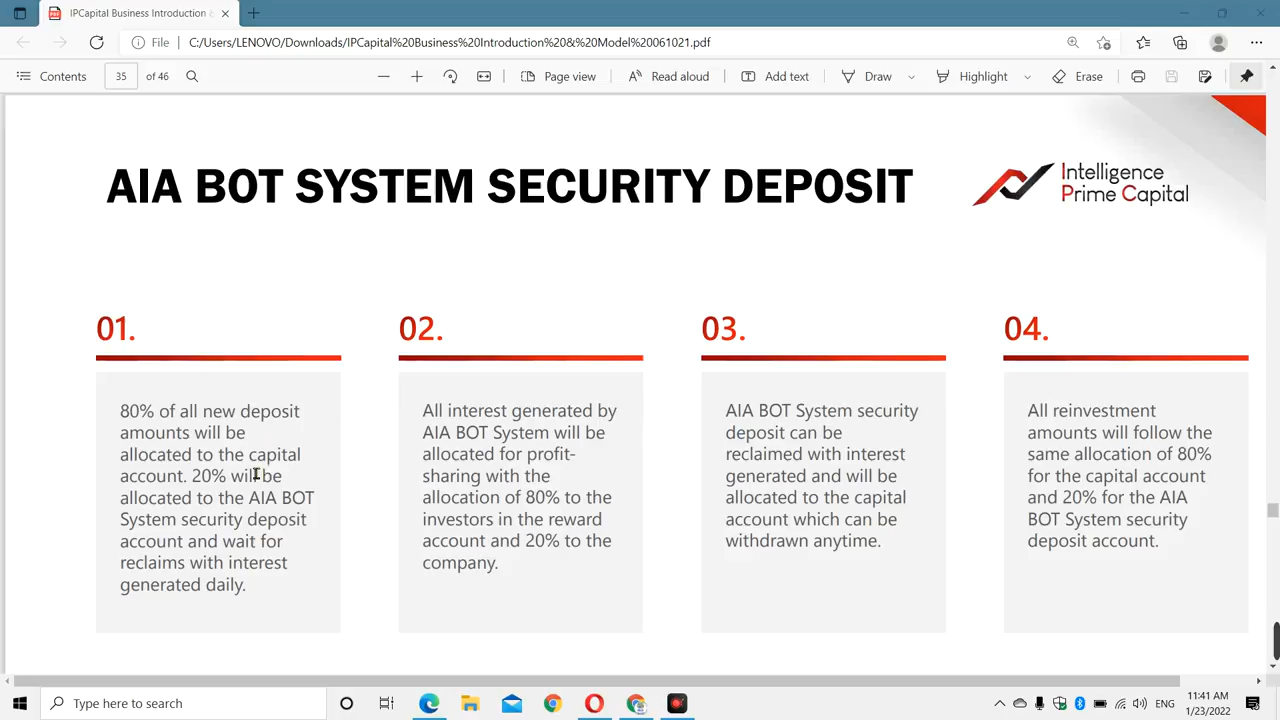 IPCapital Business Introduction &
File
C:/Users/LENOVO/Downloads/IPCapital%20Business%20Introduction%20&%20Model%20061021.pdf
Contents
35
of 46
Page view
Read aloud
Add text
Draw
Highlight
Erase
AIA BOT SYSTEM SECURITY DEPOSIT
Intelligence
Prime Capital
01.
80% of all new deposit
amounts will be
allocated to the capital
account. 20% will be
allocated to the AIA BOT
System security deposit
account and wait for
reclaims with interest
generated daily.
02.
All interest generated by
AIA BOT System will be
allocated for profit-
sharing with the
allocation of 80% to the
investors in the reward
account and 20% to the
company.
03.
AIA BOT System security
deposit can be
reclaimed with interest
generated and will be
allocated to the capital
account which can be
withdrawn anytime.
04.
All reinvestment
amounts will follow the
same allocation of 80%
for the capital account
and 20% for the AIA
BOT System security
deposit account.
Type here to search
ENG
11:41 AM
1/23/2022